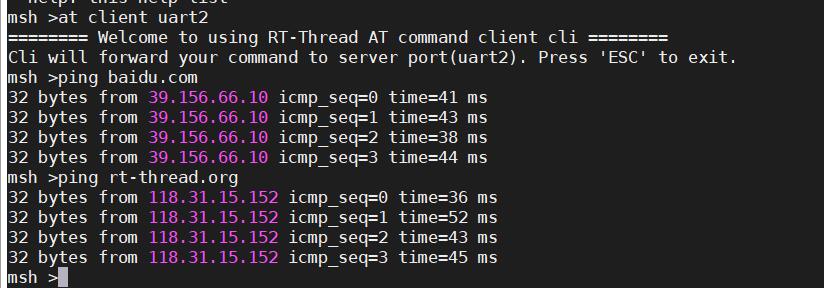 help: this help list
msh >at client uart2
======== Welcome to using RT-Thread AT command client cli ========
Cli will forward your command to server port(uart2). Press 'ESC' to exit.
msh >ping baidu.com
32 bytes from 39.156.66.10 icmp_seq=0 time=41 ms
32 bytes from 39.156.66.10 icmp_seq=1 time=43 ms
32 bytes from 39.156.66.10 icmp_seq=2 time=38 ms
32 bytes from 39.156.66.10 icmp_seq=3 time=44 ms
msh >ping rt-thread.org
32 bytes from 118.31.15.152 icmp_seq=0 time=36 ms
32 bytes from 118.31.15.152 icmp_seq=1 time=52 ms
32 bytes from 118.31.15.152 icmp_seq=2 time=43 ms
32 bytes from 118.31.15.152 icmp_seq=3 time=45 ms
msh >